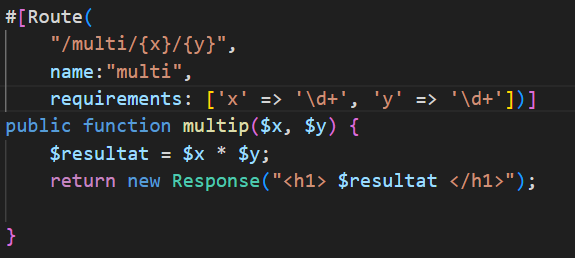 #[Route(
    "/multi/{x}/{y}",
    name:"multi",
    requirements: ['x' => '\d+', 'y' => '\d+'])]
public function multip($x, $y) {
    $resultat = $x * $y;
    return new Response("<h1> $resultat </h1>");
}